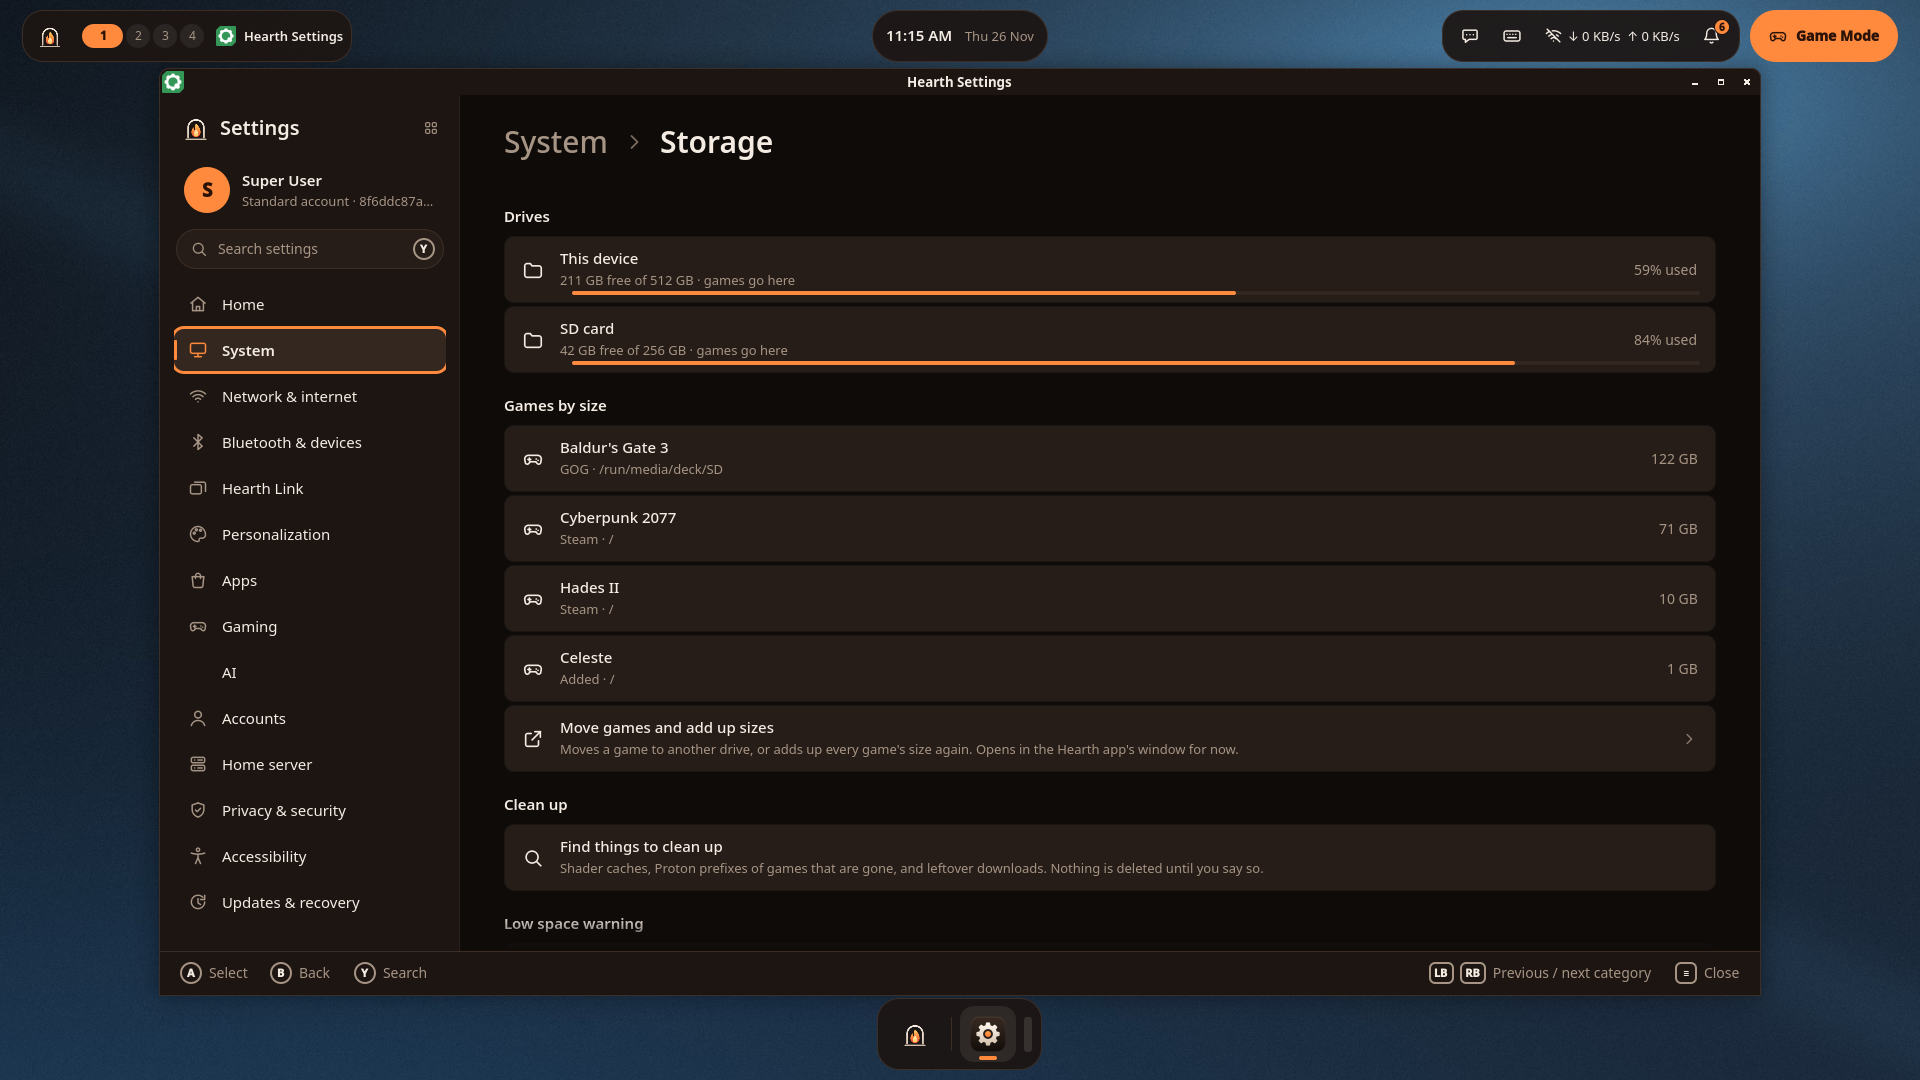 1 2 3 4 Hearth Settings
11:15 AM Thu 26 Nov
↓ 0 KB/s ↑ 0 KB/s
6
Game Mode
Hearth Settings
Settings
S
Super User
Standard account · 8f6ddc87a...
Search settings
Y
Home
System
Network & internet
Bluetooth & devices
Hearth Link
Personalization
Apps
Gaming
AI
Accounts
Home server
Privacy & security
Accessibility
Updates & recovery
System > Storage
Drives
This device
211 GB free of 512 GB · games go here
59% used
SD card
42 GB free of 256 GB · games go here
84% used
Games by size
Baldur's Gate 3
GOG · /run/media/deck/SD
122 GB
Cyberpunk 2077
Steam · /
71 GB
Hades II
Steam · /
10 GB
Celeste
Added · /
1 GB
Move games and add up sizes
Moves a game to another drive, or adds up every game's size again. Opens in the Hearth app's window for now.
Clean up
Find things to clean up
Shader caches, Proton prefixes of games that are gone, and leftover downloads. Nothing is deleted until you say so.
Low space warning
A Select B Back Y Search
LB RB Previous / next category ≡ Close